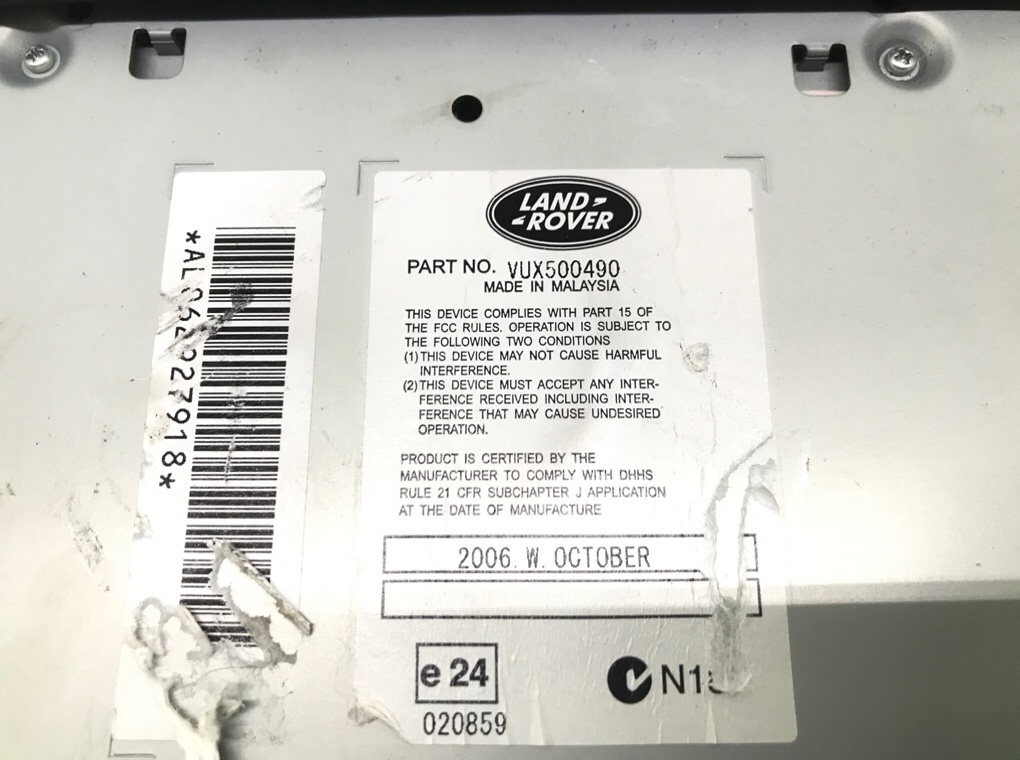 LAND
ROVER
PART NO. VUX500490
MADE IN MALAYSIA
THIS DEVICE COMPLIES WITH PART 15 OF
THE FCC RULES. OPERATION IS SUBJECT TO
THE FOLLOWING TWO CONDITIONS
(1) THIS DEVICE MAY NOT CAUSE HARMFUL
INTERFERENCE.
(2) THIS DEVICE MUST ACCEPT ANY INTER-
FERENCE RECEIVED INCLUDING INTER-
FERENCE THAT MAY CAUSE UNDESIRED
OPERATION.
PRODUCT IS CERTIFIED BY THE
MANUFACTURER TO COMPLY WITH DHHS
RULE 21 CFR SUBCHAPTER J APPLICATION
AT THE DATE OF MANUFACTURE
2006. W. OCTOBER
e 24
020859